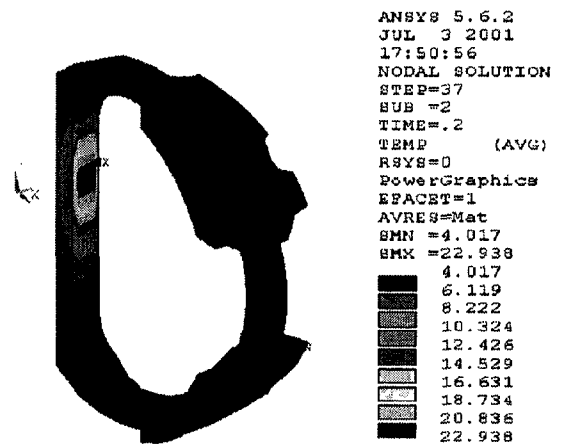 ANSYS 5.6.2
JUL 3 2001
17:50:56
NODAL SOLUTION
STEP=37
SUB =2
TIME=.2
TEMP (AVG)
RSYS=0
PowerGraphics
EFACET=1
AVRES=Mat
SMN =4.017
SMX =22.938
4.017
6.119
8.222
10.324
12.426
14.529
16.631
18.734
20.836
22.938